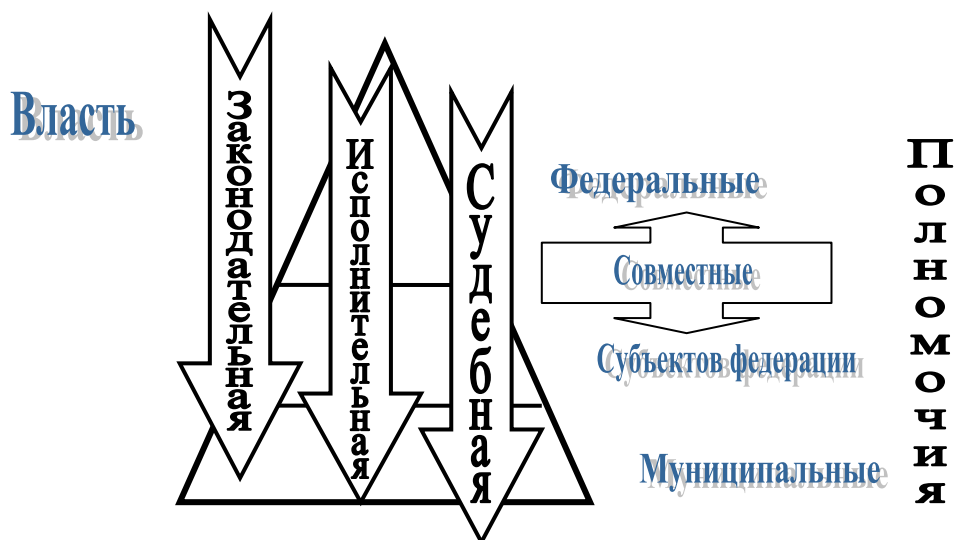 Власть
Законодательная
Исполнительная
Судебная
Федеральные
Совместные
Субъектов федерации
Муниципальные
Полномочия